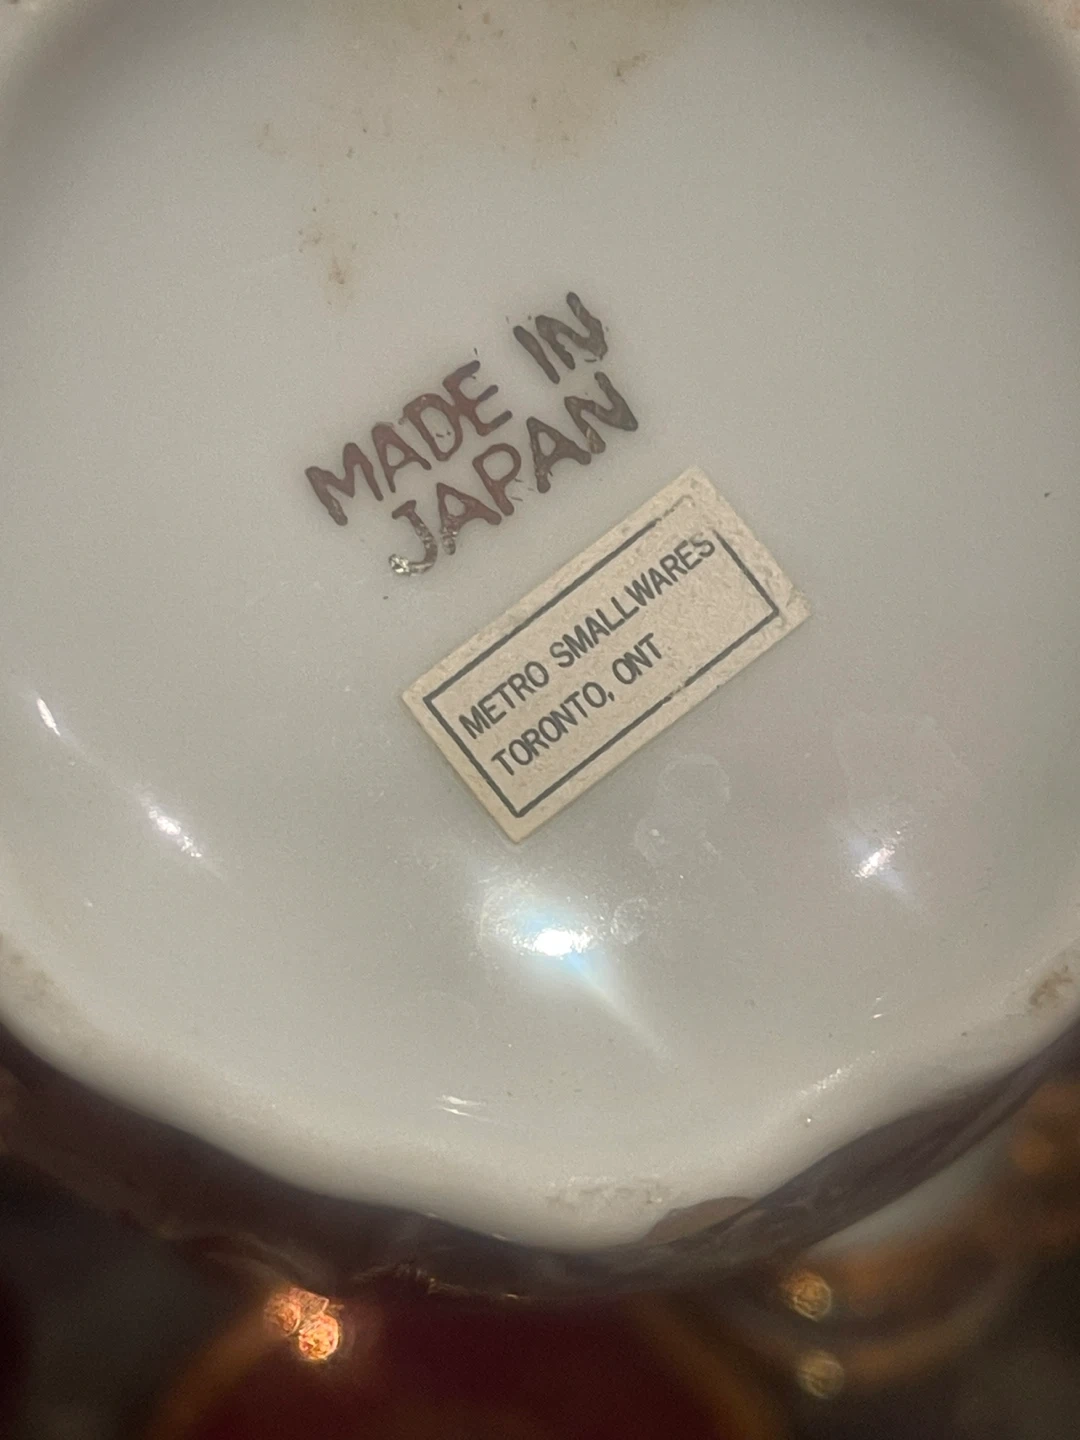 MADE IN
JAPAN
METRO SMALLWARES
TORONTO, ONT